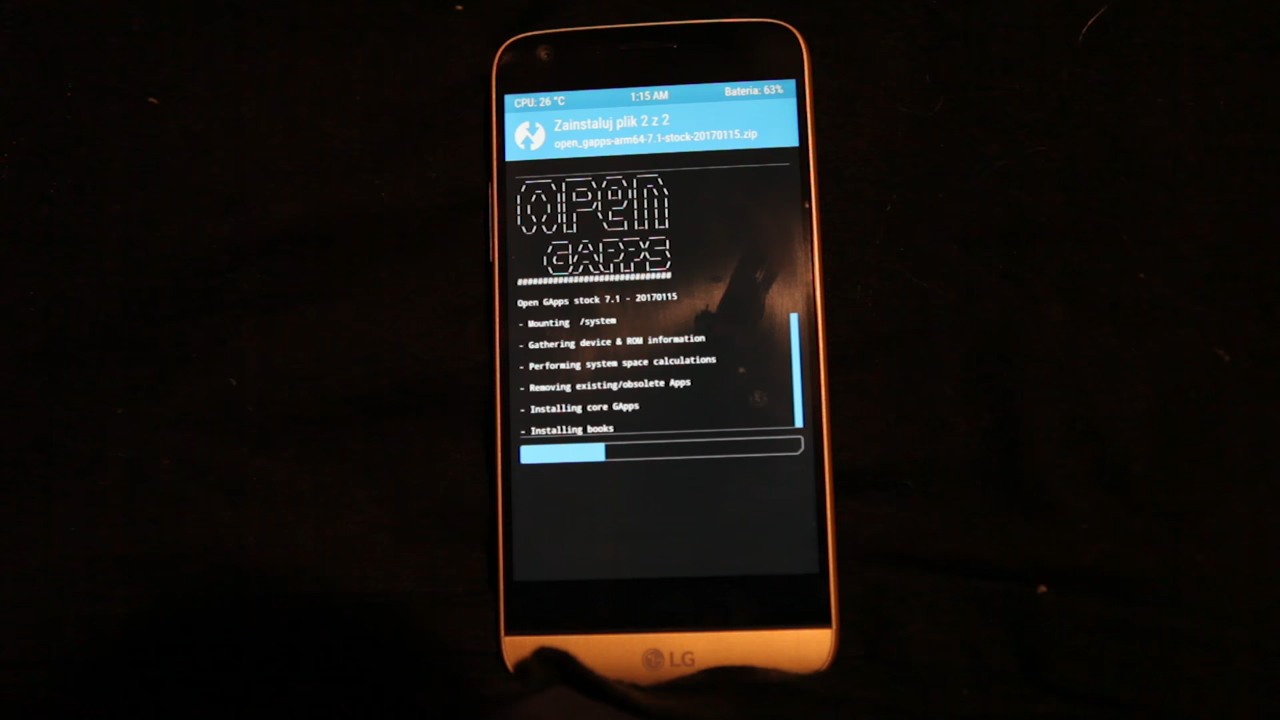 CPU: 26 °C 1:15 AM Bateria: 63%
Zainstaluj plik 2 z 2
open_gapps-arm64-7.1-stock-20170115.zip
OPEN
GAPPS
##############################
Open GApps stock 7.1 - 20170115
- Mounting /system
- Gathering device & ROM information
- Performing system space calculations
- Removing existing/obsolete Apps
- Installing core GApps
- Installing books
LG